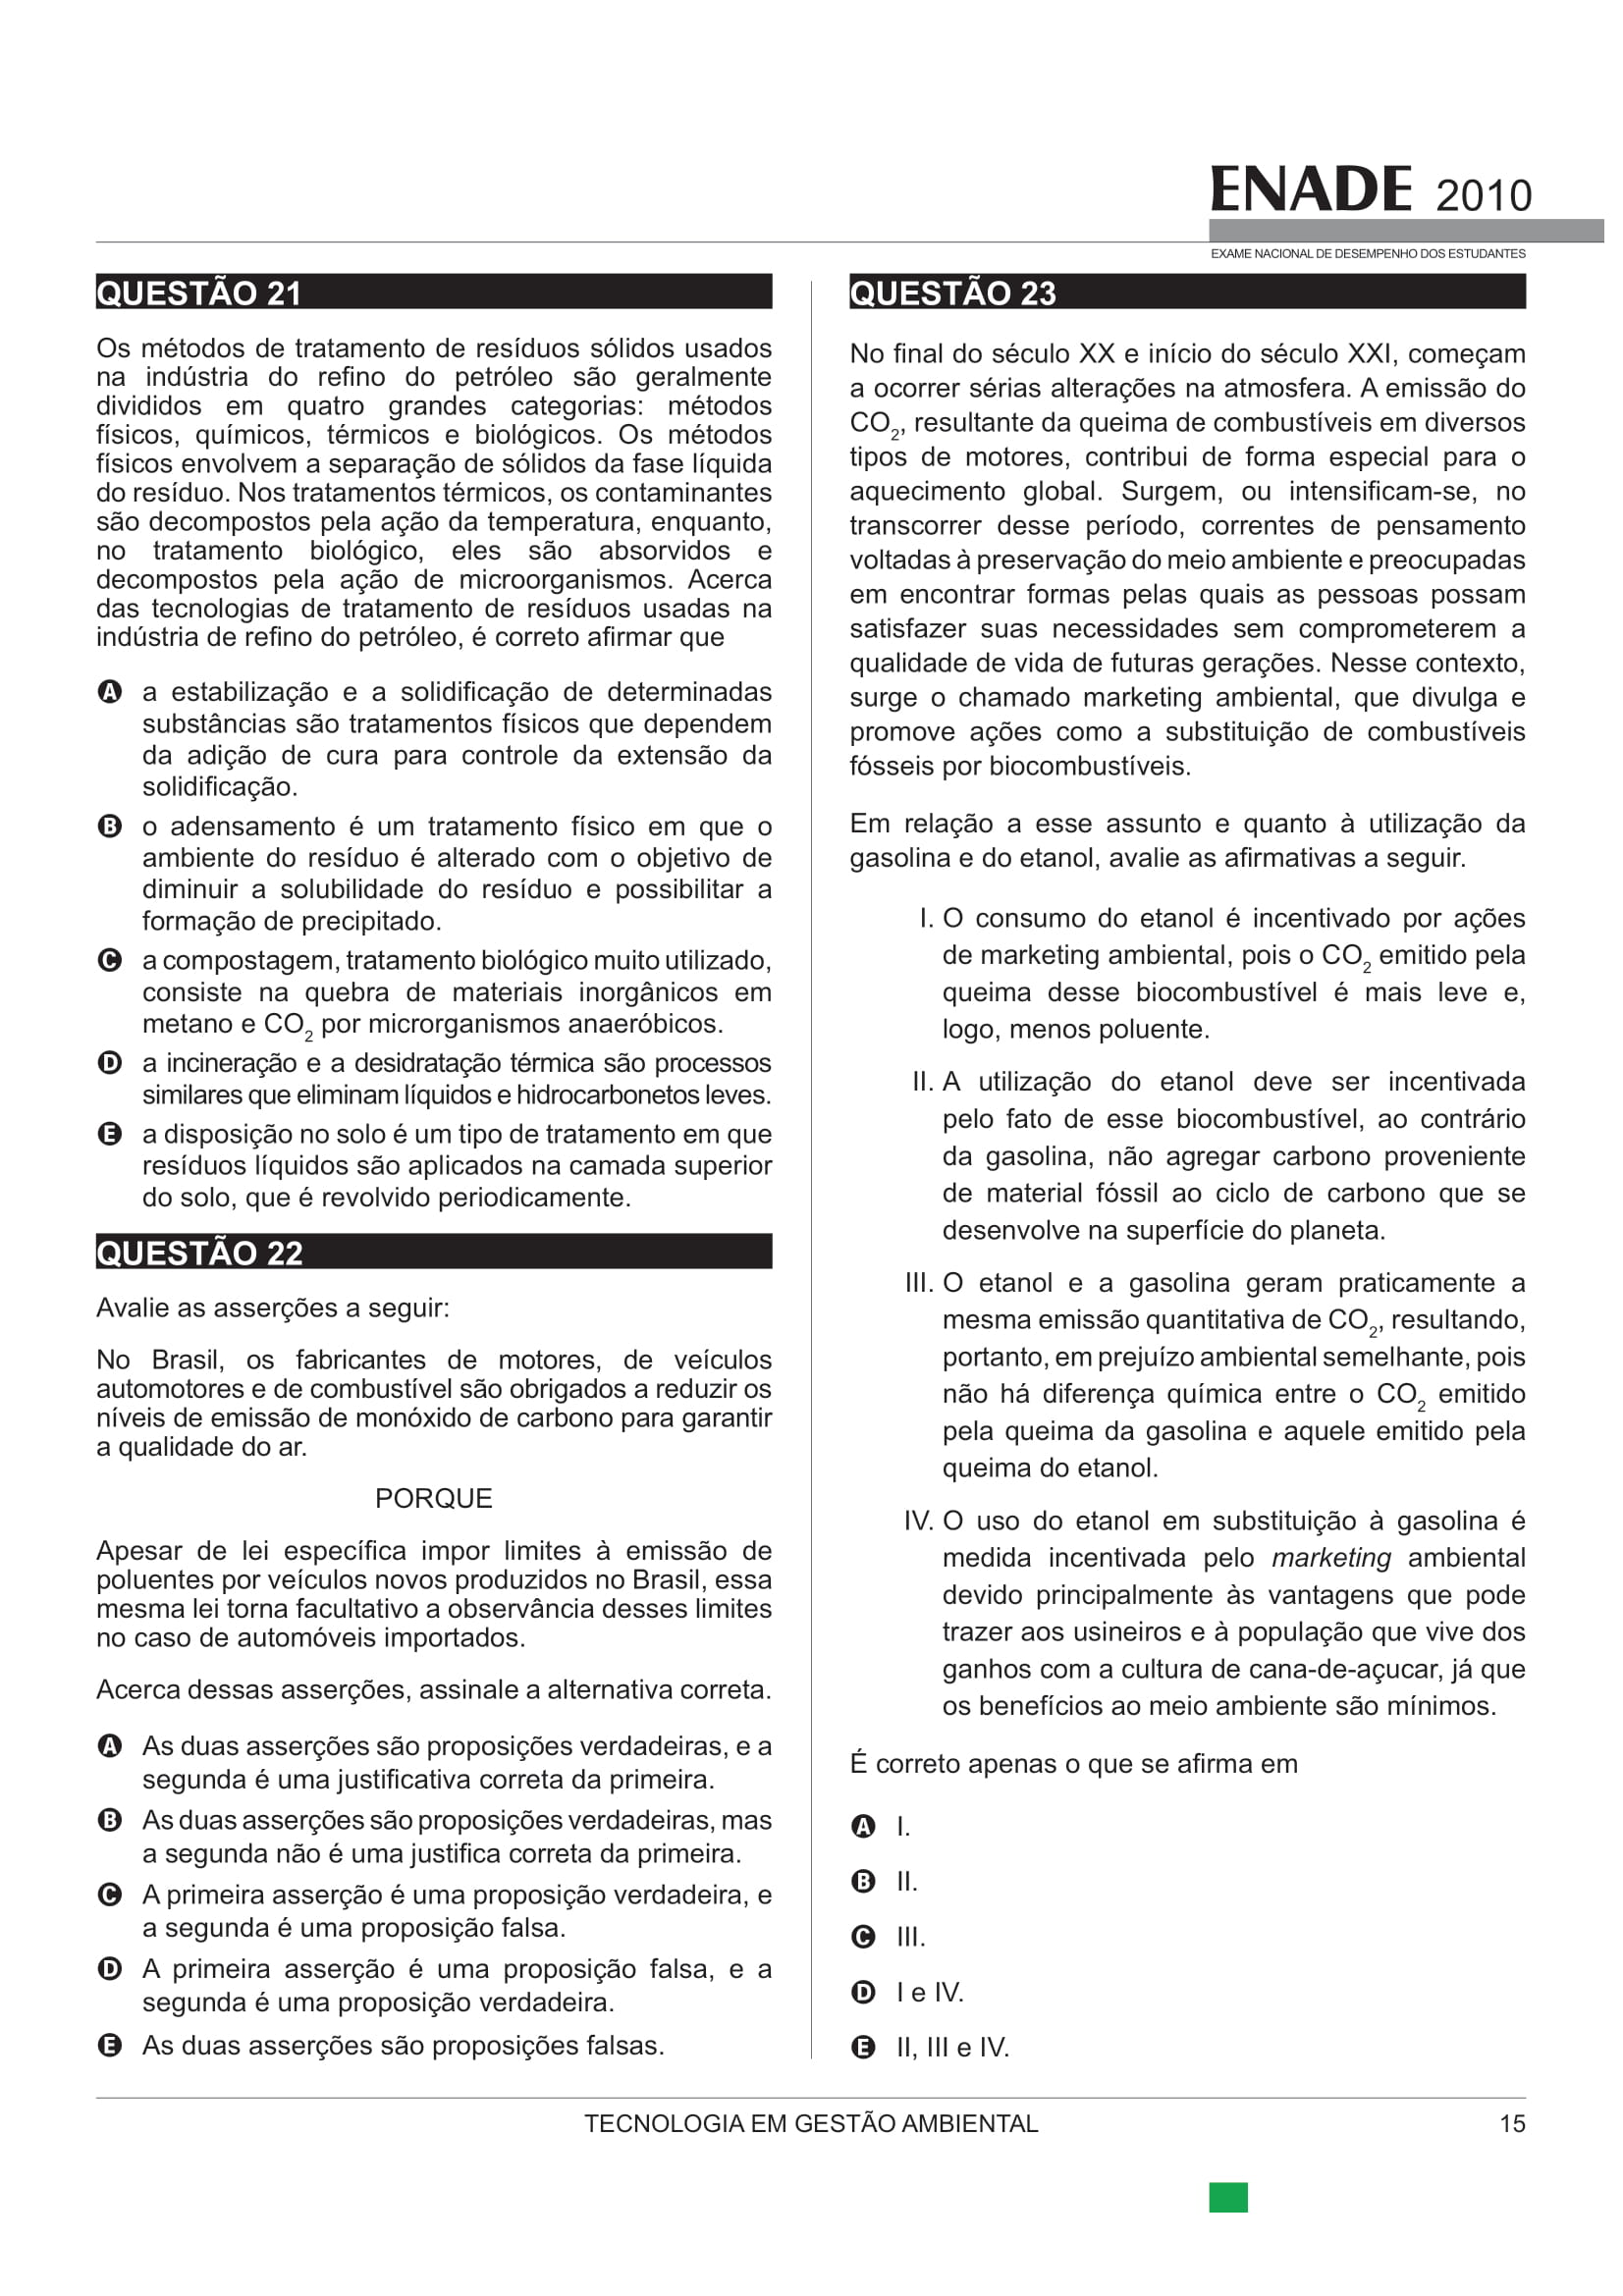 ENADE 2010
EXAME NACIONAL DE DESEMPENHO DOS ESTUDANTES
QUESTÃO 21
Os métodos de tratamento de resíduos sólidos usados
na indústria do refino do petróleo são geralmente
divididos em quatro grandes categorias: métodos
físicos, químicos, térmicos e biológicos. Os métodos
físicos envolvem a separação de sólidos da fase líquida
do resíduo. Nos tratamentos térmicos, os contaminantes
são decompostos pela ação da temperatura, enquanto,
no tratamento biológico, eles são absorvidos e
decompostos pela ação de microorganismos. Acerca
das tecnologias de tratamento de resíduos usadas na
indústria de refino do petróleo, é correto afirmar que
A a estabilização e a solidificação de determinadas
substâncias são tratamentos físicos que dependem
da adição de cura para controle da extensão da
solidificação.
B o adensamento é um tratamento físico em que o
ambiente do resíduo é alterado com o objetivo de
diminuir a solubilidade do resíduo e possibilitar a
formação de precipitado.
C a compostagem, tratamento biológico muito utilizado,
consiste na quebra de materiais inorgânicos em
metano e CO2 por microrganismos anaeróbicos.
D a incineração e a desidratação térmica são processos
similares que eliminam líquidos e hidrocarbonetos leves.
E a disposição no solo é um tipo de tratamento em que
resíduos líquidos são aplicados na camada superior
do solo, que é revolvido periodicamente.
QUESTÃO 22
Avalie as asserções a seguir:
No Brasil, os fabricantes de motores, de veículos
automotores e de combustível são obrigados a reduzir os
níveis de emissão de monóxido de carbono para garantir
a qualidade do ar.
PORQUE
Apesar de lei específica impor limites à emissão de
poluentes por veículos novos produzidos no Brasil, essa
mesma lei torna facultativo a observância desses limites
no caso de automóveis importados.
Acerca dessas asserções, assinale a alternativa correta.
A As duas asserções são proposições verdadeiras, e a
segunda é uma justificativa correta da primeira.
B As duas asserções são proposições verdadeiras, mas
a segunda não é uma justifica correta da primeira.
C A primeira asserção é uma proposição verdadeira, e
a segunda é uma proposição falsa.
D A primeira asserção é uma proposição falsa, e a
segunda é uma proposição verdadeira.
E As duas asserções são proposições falsas.
QUESTÃO 23
No final do século XX e início do século XXI, começam
a ocorrer sérias alterações na atmosfera. A emissão do
CO2, resultante da queima de combustíveis em diversos
tipos de motores, contribui de forma especial para o
aquecimento global. Surgem, ou intensificam-se, no
transcorrer desse período, correntes de pensamento
voltadas à preservação do meio ambiente e preocupadas
em encontrar formas pelas quais as pessoas possam
satisfazer suas necessidades sem comprometerem a
qualidade de vida de futuras gerações. Nesse contexto,
surge o chamado marketing ambiental, que divulga e
promove ações como a substituição de combustíveis
fósseis por biocombustíveis.
Em relação a esse assunto e quanto à utilização da
gasolina e do etanol, avalie as afirmativas a seguir.
I. O consumo do etanol é incentivado por ações
de marketing ambiental, pois o CO2 emitido pela
queima desse biocombustível é mais leve e,
logo, menos poluente.
II. A utilização do etanol deve ser incentivada
pelo fato de esse biocombustível, ao contrário
da gasolina, não agregar carbono proveniente
de material fóssil ao ciclo de carbono que se
desenvolve na superfície do planeta.
III. O etanol e a gasolina geram praticamente a
mesma emissão quantitativa de CO2, resultando,
portanto, em prejuízo ambiental semelhante, pois
não há diferença química entre o CO2 emitido
pela queima da gasolina e aquele emitido pela
queima do etanol.
IV. O uso do etanol em substituição à gasolina é
medida incentivada pelo marketing ambiental
devido principalmente às vantagens que pode
trazer aos usineiros e à população que vive dos
ganhos com a cultura de cana-de-açucar, já que
os benefícios ao meio ambiente são mínimos.
É correto apenas o que se afirma em
A I.
B II.
C III.
D I e IV.
E II, III e IV.
TECNOLOGIA EM GESTÃO AMBIENTAL 15